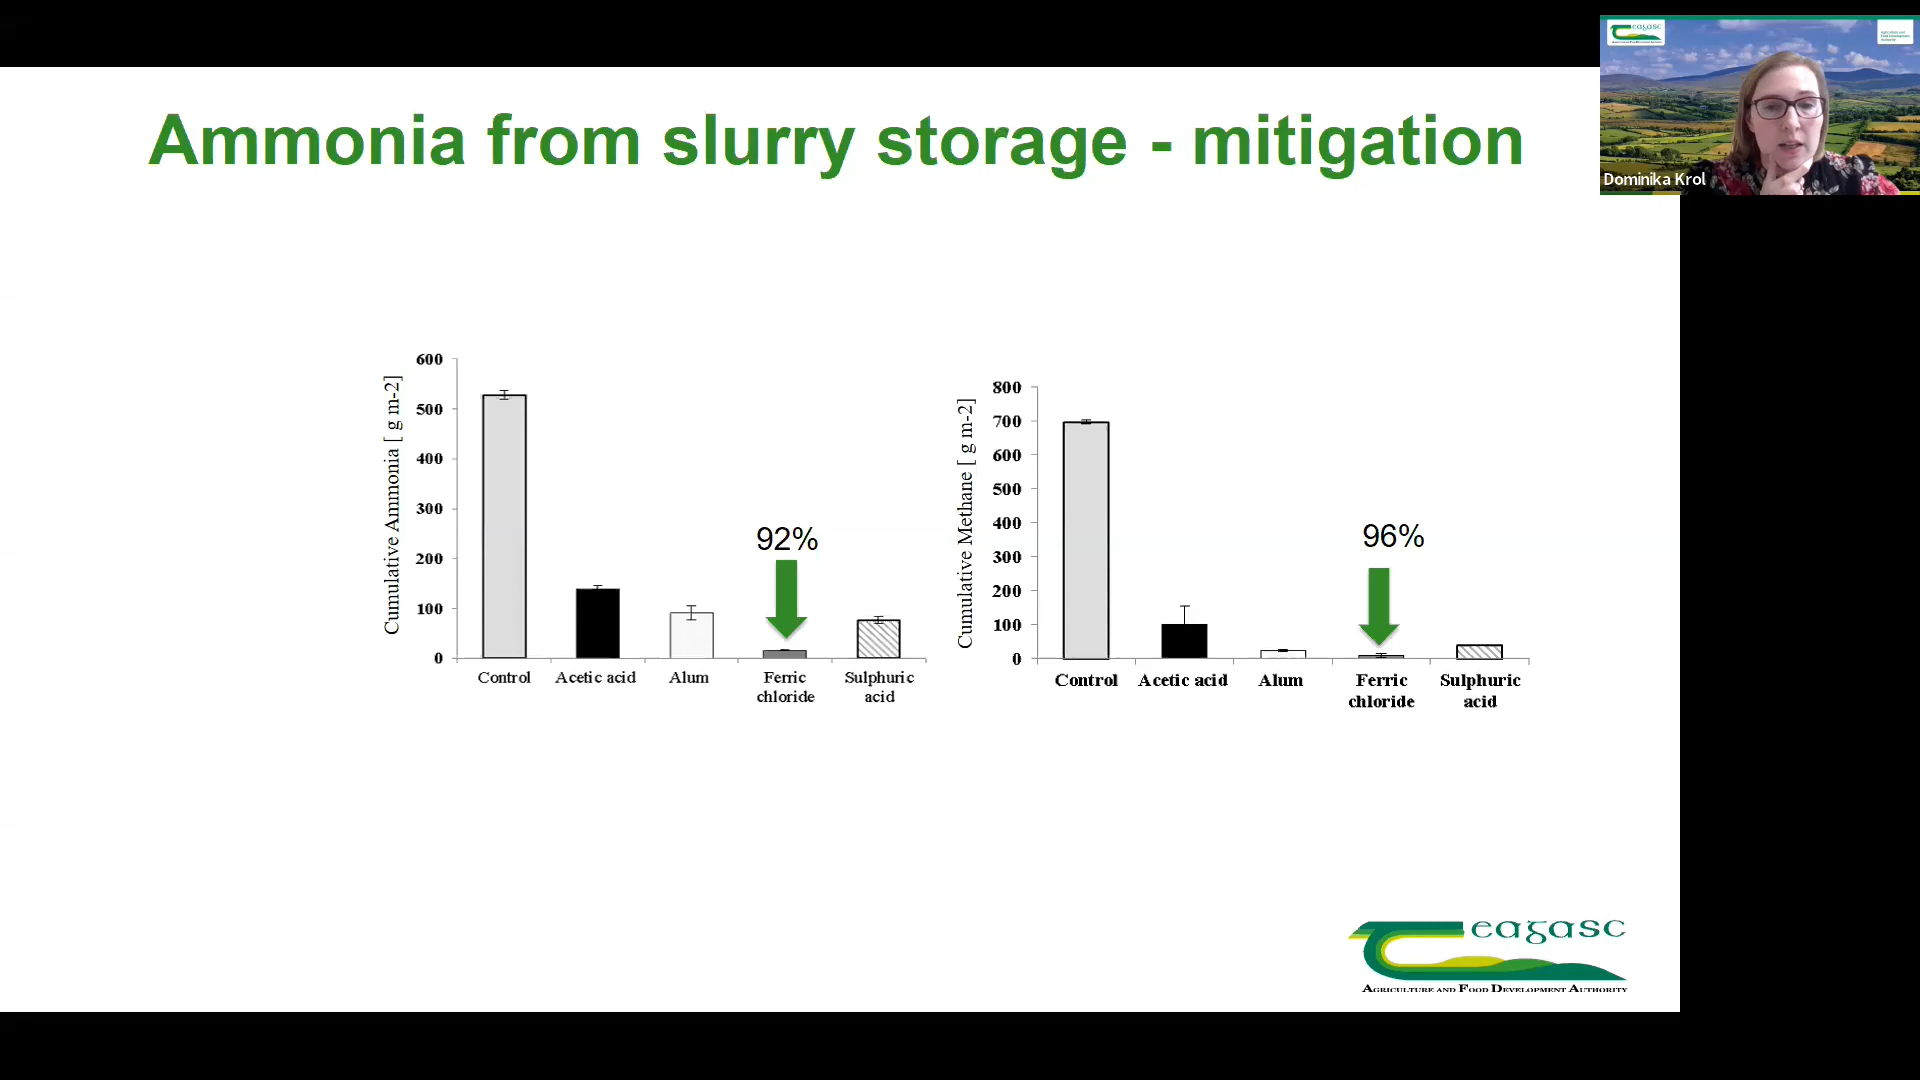 Ammonia from slurry storage - mitigation
eagasc
Dominika Krol
600
500
400
300
200
100
0
Cumulative Ammonia [ g m-2]
92%
Control
Acetic acid
Alum
Ferric
chloride
Sulphuric
acid
800
700
600
500
400
300
200
100
0
Cumulative Methane [ g m-2]
96%
Control
Acetic acid
Alum
Ferric
chloride
Sulphuric
acid
eagasc
AGRICULTURE AND FOOD DEVELOPMENT AUTHORITY